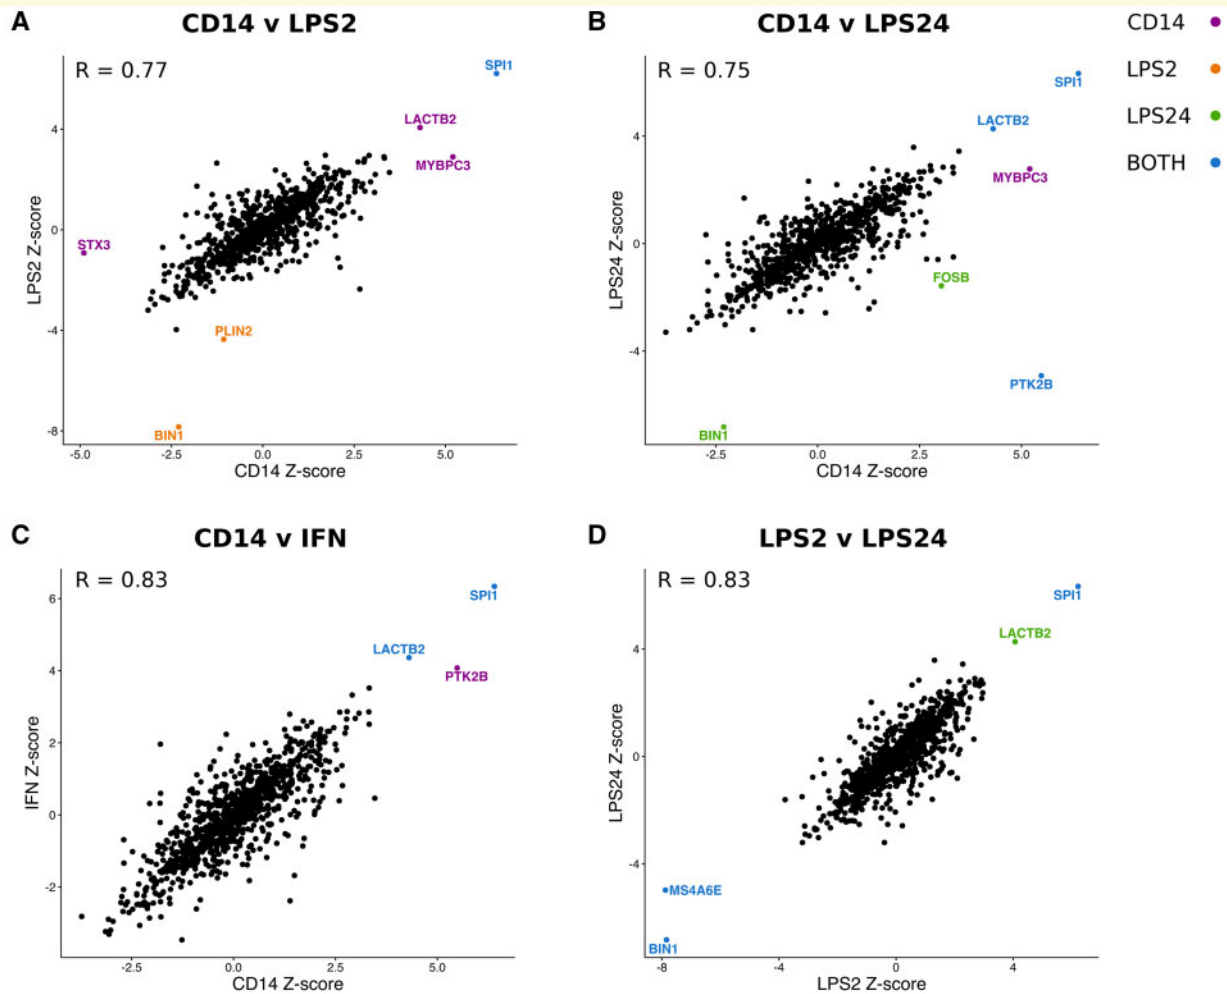 A
CD14 v LPS2
R = 0.77
SPI1
LACTB2
MYBPC3
STX3
PLIN2
BIN1
4
0
-4
-8
LPS2 Z-score
-5.0 -2.5 0.0 2.5 5.0
CD14 Z-score
B
CD14 v LPS24
R = 0.75
SPI1
LACTB2
MYBPC3
FOSB
PTK2B
BIN1
4
0
-4
LPS24 Z-score
-2.5 0.0 2.5 5.0
CD14 Z-score
CD14
LPS2
LPS24
BOTH
C
CD14 v IFN
R = 0.83
SPI1
LACTB2
PTK2B
6
4
2
0
-2
IFN Z-score
-2.5 0.0 2.5 5.0
CD14 Z-score
D
LPS2 v LPS24
R = 0.83
SPI1
LACTB2
MS4A6E
BIN1
4
0
-4
LPS24 Z-score
-8 -4 0 4
LPS2 Z-score